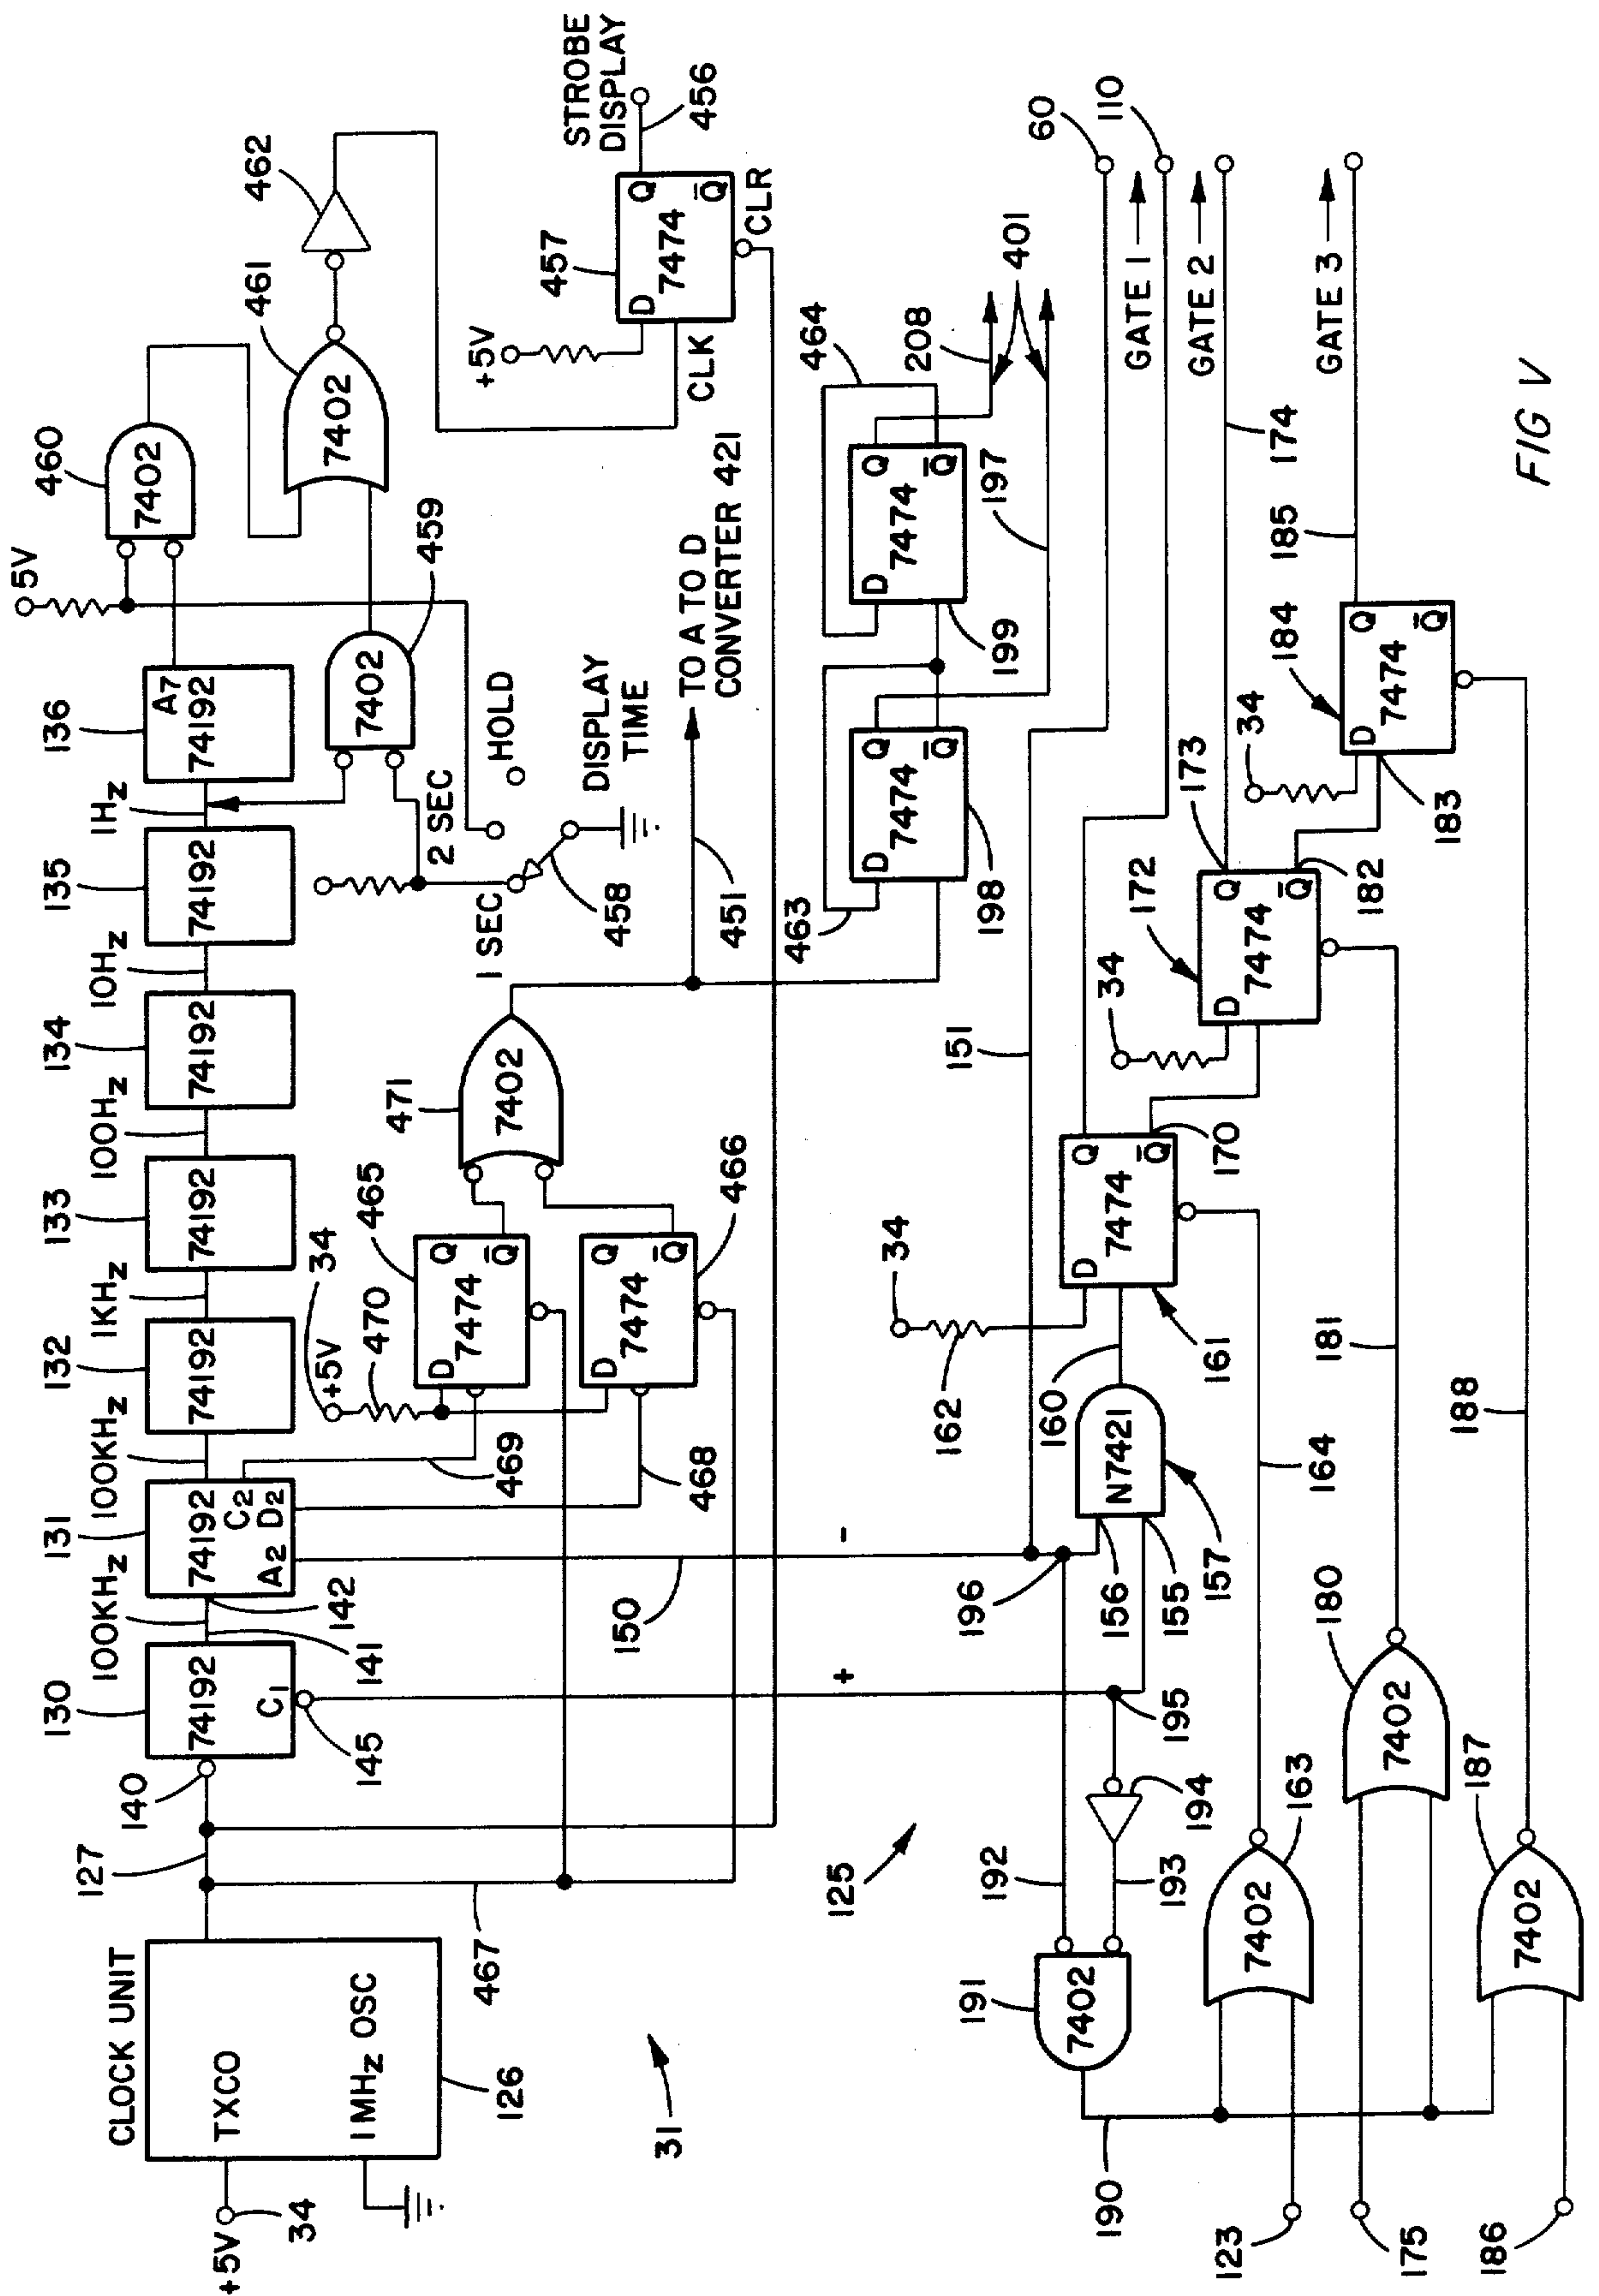 CLOCK UNIT
TXCO
1 MHz OSC
+5V
34
126
127
467
31
140
130
74192
C1
145
100KHz
141
142
131
74192
A2
D2
C2
150
100KHz
132
74192
1KHz
133
74192
100Hz
134
74192
10Hz
135
74192
1Hz
136
74192
A7
5V
460
7402
459
7402
461
7402
462
1 SEC
2 SEC
HOLD
458
DISPLAY
TIME
+5V
457
7474
D
Q
Q̅
CLK
CLR
STROBE
DISPLAY
456
34
+5V
470
469
468
465
7474
D
Q
Q̅
466
7474
D
Q
Q̅
471
7402
451
TO A TO D
CONVERTER 421
463
198
7474
D
Q
Q̅
199
7474
D
Q
Q̅
464
208
401
197
125
+
-
196
195
156
155
157
N7421
160
151
191
7402
192
193
194
190
34
162
161
7474
D
Q
Q̅
170
164
163
7402
123
34
172
7474
D
Q
Q̅
173
182
181
180
7402
175
34
184
7474
D
Q
Q̅
183
185
174
188
187
7402
186
60
GATE 1
110
GATE 2
GATE 3
FIG V